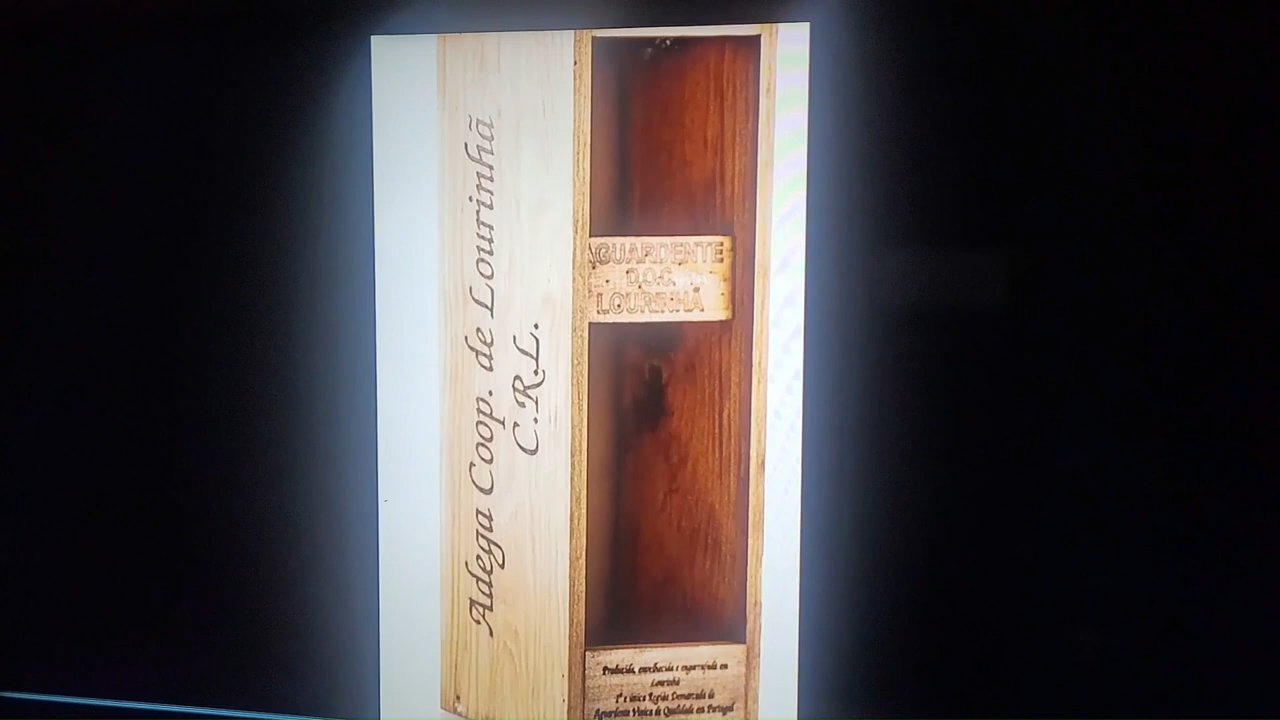 Adega Coop. de Lourinhã
C.R.L.
AGUARDENTE
D.O.C.
LOURINHÃ
Produzida, envelhecida e engarrafada em
Lourinhã
1ª e única Região Demarcada de
Aguardente Vínica de Qualidade em Portugal